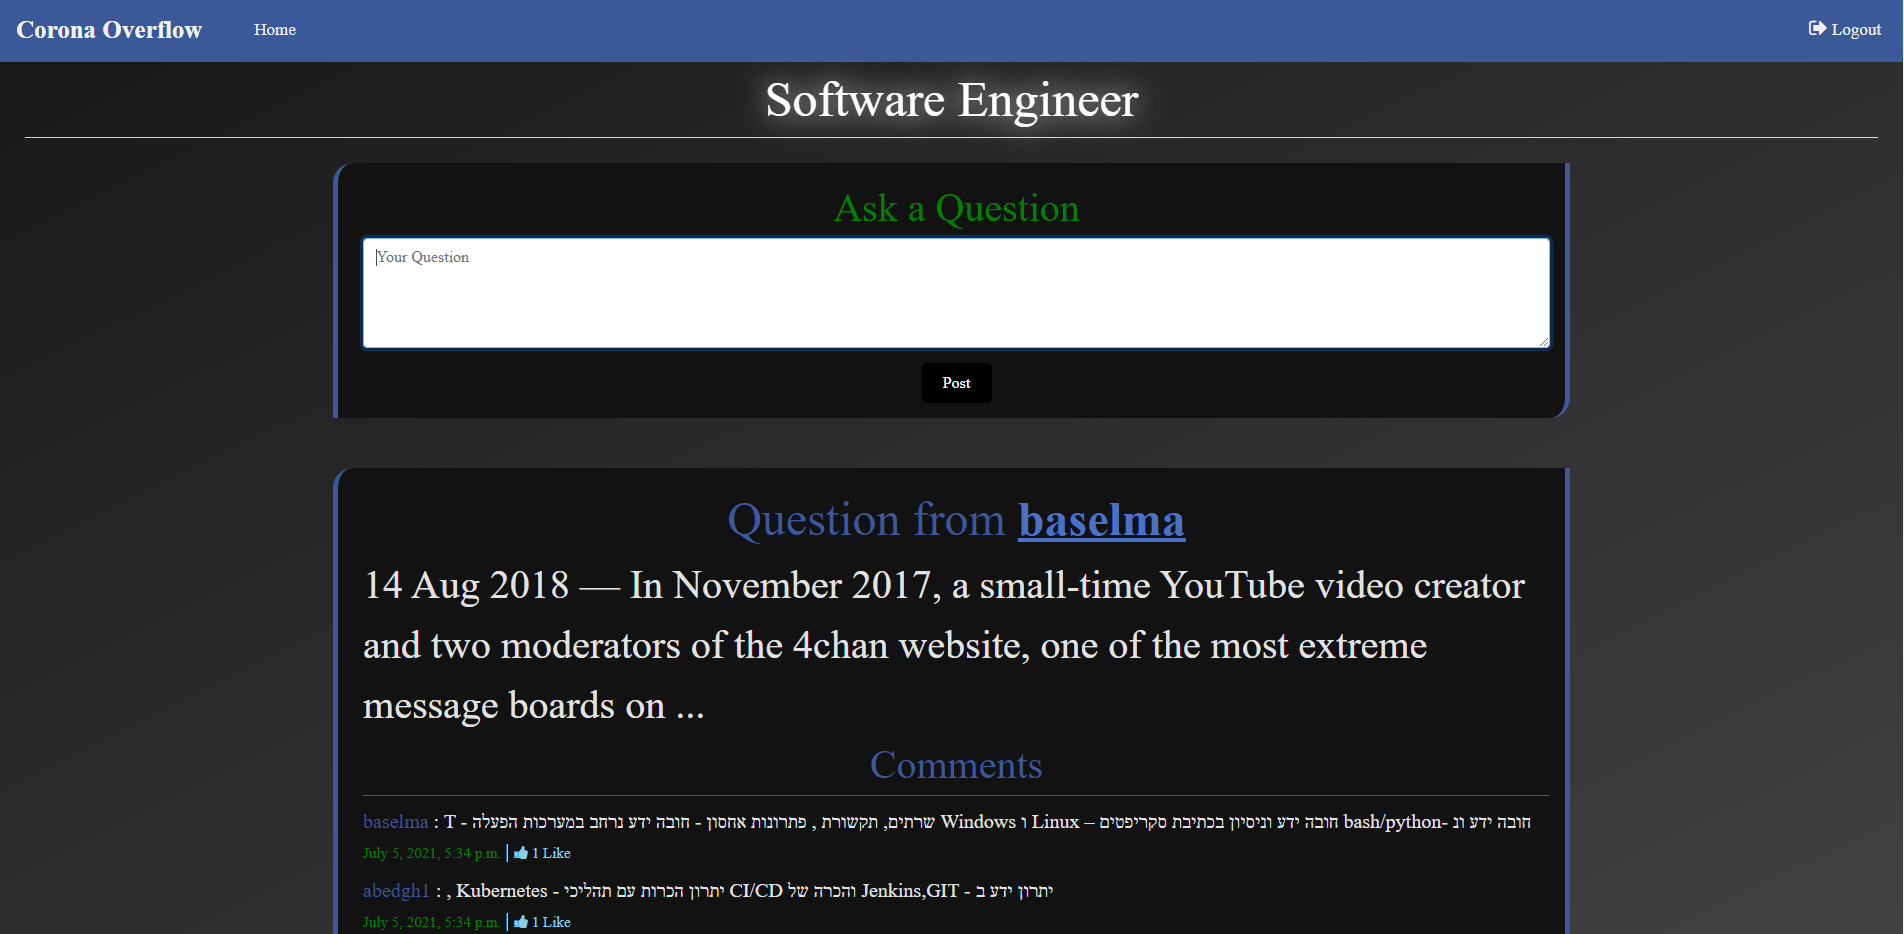 Corona Overflow
Home
Logout
Software Engineer
Ask a Question
Your Question
Post
Question from baselma
14 Aug 2018 — In November 2017, a small-time YouTube video creator
and two moderators of the 4chan website, one of the most extreme
message boards on ...
Comments
baselma : T - שרתים, תקשורת , פתרונות אחסון - חובה ידע נרחב במערכות הפעלה Windows ו Linux – חובה ידע וניסיון בכתיבת סקריפטים bash/python- חובה ידע ונ
July 5, 2021, 5:34 p.m. | 1 Like
abedgh1 : , Kubernetes - יתרון הכרות עם תהליכי CI/CD והכרה של Jenkins,GIT - יתרון ידע ב
July 5, 2021, 5:34 p.m. | 1 Like